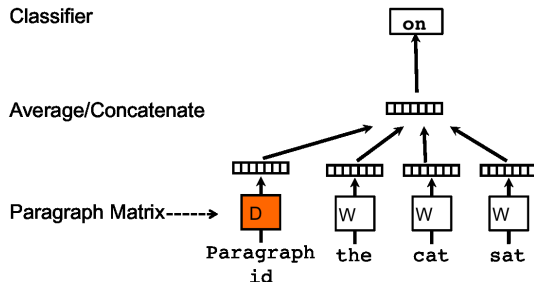 Classifier
on
Average/Concatenate
Paragraph Matrix
D
W
W
W
Paragraph
id
the
cat
sat